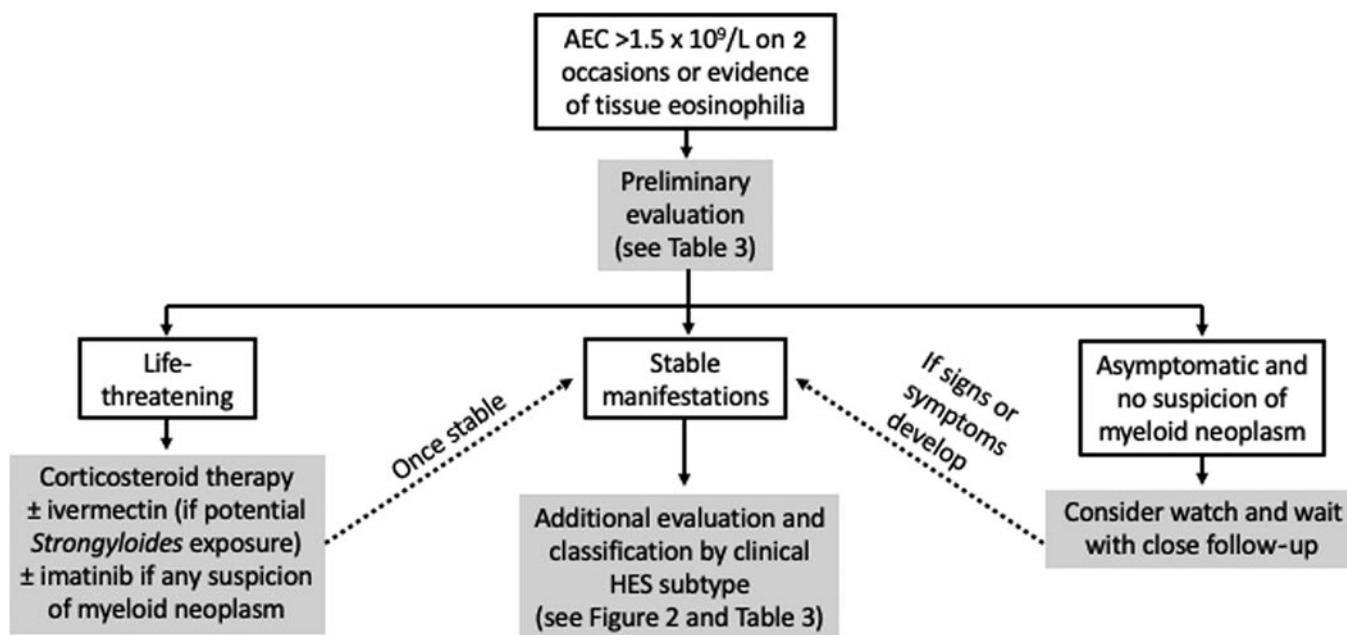 AEC >1.5 x 10⁹/L on 2
occasions or evidence
of tissue eosinophilia
Preliminary
evaluation
(see Table 3)
Life-
threatening
Stable
manifestations
Asymptomatic and
no suspicion of
myeloid neoplasm
Once stable
If signs or
symptoms
develop
Corticosteroid therapy
± ivermectin (if potential
Strongyloides exposure)
± imatinib if any suspicion
of myeloid neoplasm
Additional evaluation and
classification by clinical
HES subtype
(see Figure 2 and Table 3)
Consider watch and wait
with close follow-up